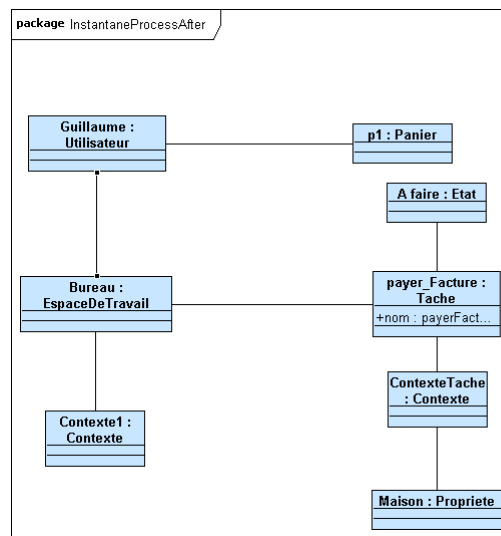 package InstantaneProcessAfter
Guillaume :
Utilisateur
p1 : Panier
A faire : Etat
Bureau :
EspaceDeTravail
payer_Facture :
Tache
+nom : payerFact...
ContexteTache
: Contexte
Contexte1 :
Contexte
Maison : Propriete